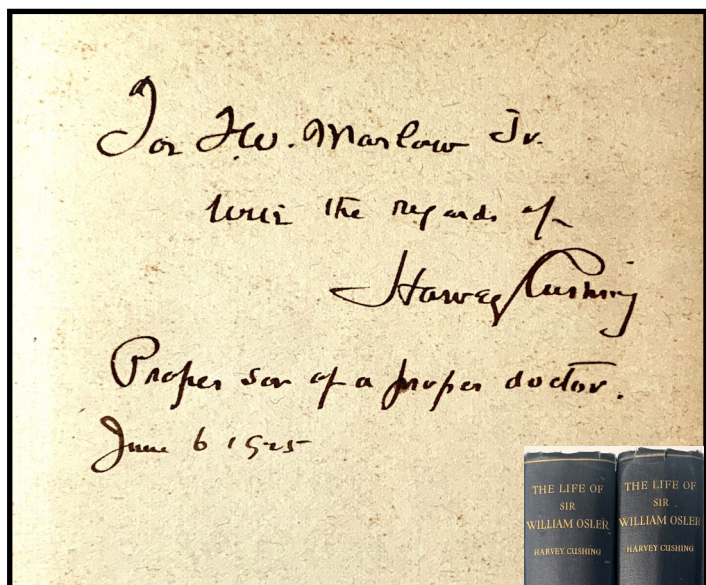 For F.W. Marlow Jr.
with the regards of
Harvey Cushing
Proper son of a proper doctor.
June 6 1925
THE LIFE OF
SIR
WILLIAM OSLER
HARVEY CUSHING
THE LIFE OF
SIR
WILLIAM OSLER
HARVEY CUSHING